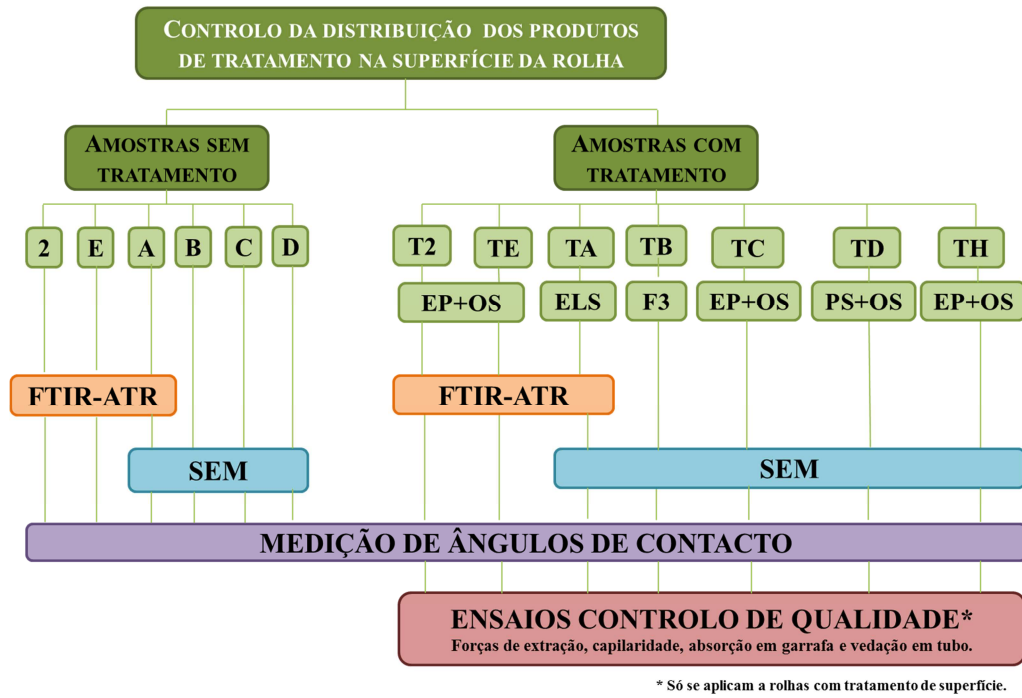 CONTROLO DA DISTRIBUIÇÃO DOS PRODUTOS
DE TRATAMENTO NA SUPERFÍCIE DA ROLHA
AMOSTRAS SEM
TRATAMENTO
AMOSTRAS COM
TRATAMENTO
2 E A B C D
T2 TE TA TB TC TD TH
EP+OS ELS F3 EP+OS PS+OS EP+OS
FTIR-ATR
FTIR-ATR
SEM
SEM
MEDIÇÃO DE ÂNGULOS DE CONTACTO
ENSAIOS CONTROLO DE QUALIDADE*
Forças de extração, capilaridade, absorção em garrafa e vedação em tubo.
* Só se aplicam a rolhas com tratamento de superfície.